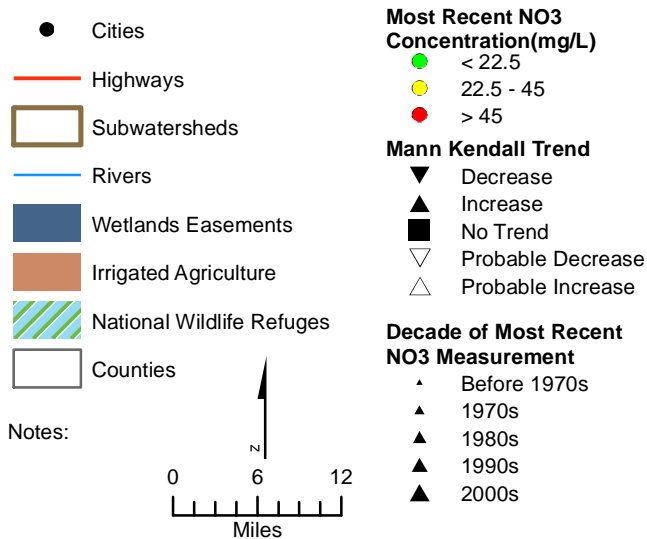 Cities
Highways
Subwatersheds
Rivers
Wetlands Easements
Irrigated Agriculture
National Wildlife Refuges
Counties
Notes:
N
0 6 12
Miles
Most Recent NO3
Concentration(mg/L)
< 22.5
22.5 - 45
> 45
Mann Kendall Trend
Decrease
Increase
No Trend
Probable Decrease
Probable Increase
Decade of Most Recent
NO3 Measurement
Before 1970s
1970s
1980s
1990s
2000s